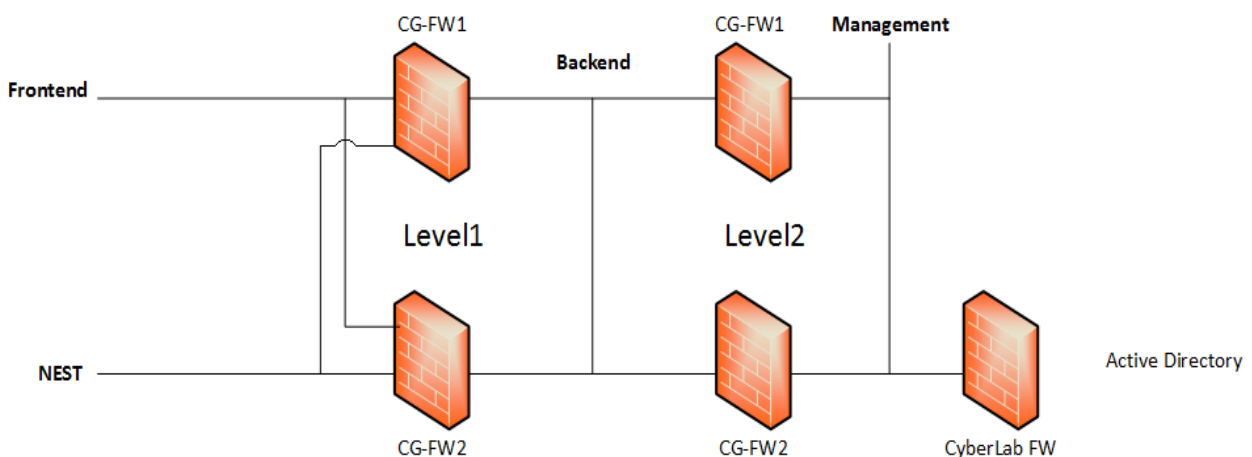 CG-FW1
CG-FW1
Management
Backend
Frontend
Level1
Level2
NEST
Active Directory
CG-FW2
CG-FW2
CyberLab FW